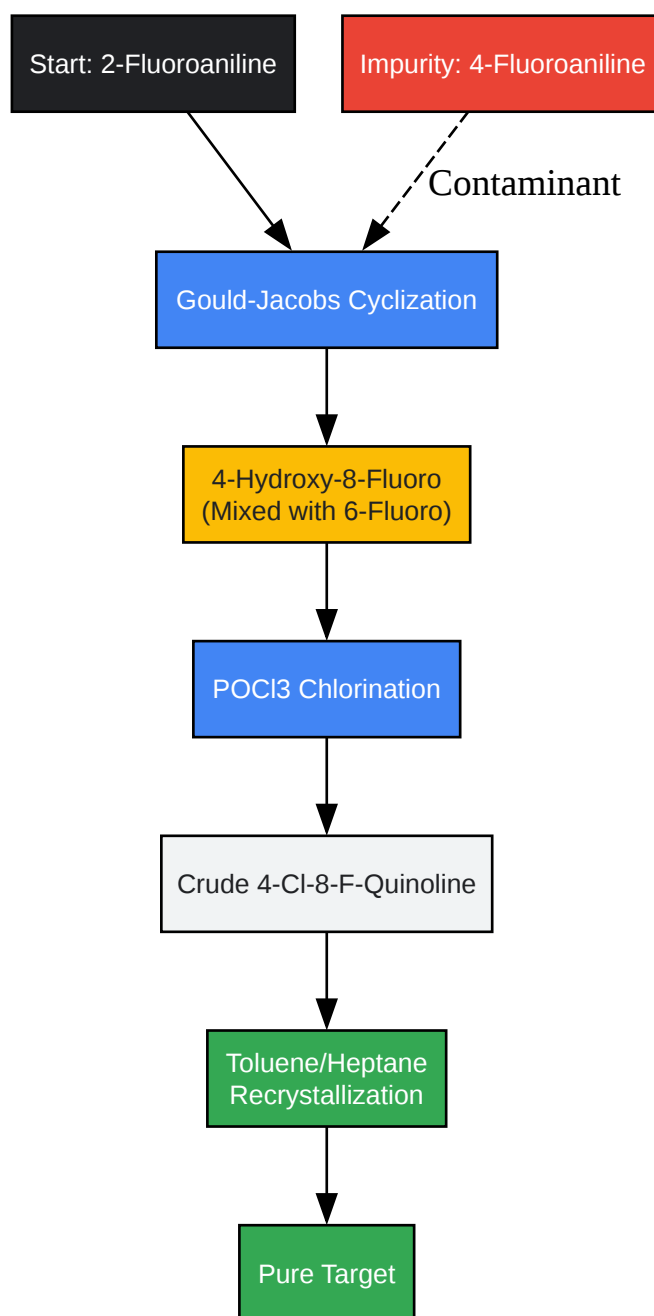 Start: 2-Fluoroaniline
Impurity: 4-Fluoroaniline
Contaminant
Gould-Jacobs Cyclization
4-Hydroxy-8-Fluoro
(Mixed with 6-Fluoro)
POCl3 Chlorination
Crude 4-Cl-8-F-Quinoline
Toluene/Heptane
Recrystallization
Pure Target